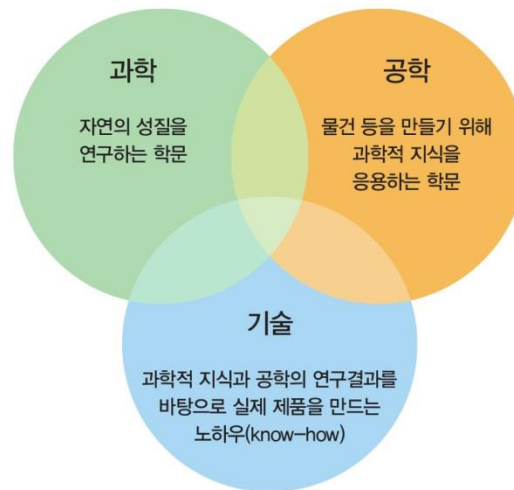 과학
자연의 성질을
연구하는 학문
공학
물건 등을 만들기 위해
과학적 지식을
응용하는 학문
기술
과학적 지식과 공학의 연구결과를
바탕으로 실제 제품을 만드는
노하우(know-how)